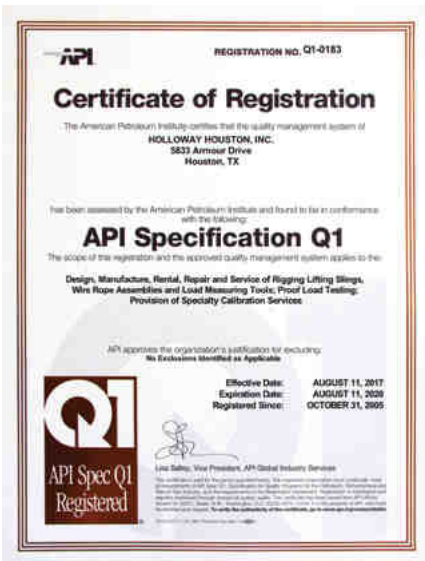 API
REGISTRATION NO. Q1-0183
Certificate of Registration
The American Petroleum Institute certifies that the quality management system of
HOLLOWAY HOUSTON, INC.
5833 Armour Drive
Houston, TX
has been assessed by the American Petroleum Institute and found to be in conformance
with the following:
API Specification Q1
The scope of this registration and the approved quality management system applies to the:
Design, Manufacture, Rental, Repair and Service of Rigging Lifting Slings,
Wire Rope Assemblies and Load Measuring Tools; Proof Load Testing;
Provision of Specialty Calibration Services
API approves the organization's justification for excluding:
No Exclusions Identified as Applicable
Effective Date: AUGUST 11, 2017
Expiration Date: AUGUST 11, 2020
Registered Since: OCTOBER 31, 2005
Q1
API Spec Q1
Registered
Vice President, API Global Industry Services